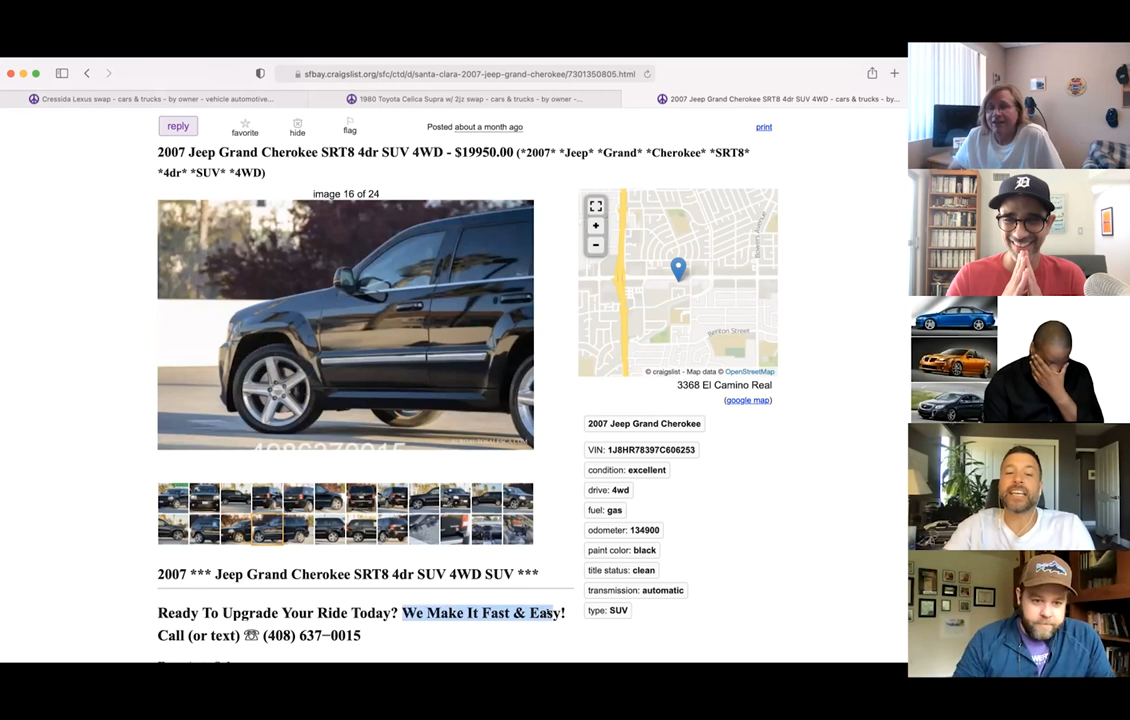 sfbay.craigslist.org/sfc/ctd/d/santa-clara-2007-jeep-grand-cherokee/7301350805.html
Cressida Lexus swap - cars & trucks - by owner - vehicle automotive...
1980 Toyota Celica Supra w/ 2jz swap - cars & trucks - by owner -...
2007 Jeep Grand Cherokee SRT8 4dr SUV 4WD - cars & trucks - by...
reply
favorite
hide
flag
Posted about a month ago
print
2007 Jeep Grand Cherokee SRT8 4dr SUV 4WD - $19950.00 (*2007* *Jeep* *Grand* *Cherokee* *SRT8*
*4dr* *SUV* *4WD)
image 16 of 24
Benton Street
© craigslist - Map data © OpenStreetMap
3368 El Camino Real
(google map)
2007 Jeep Grand Cherokee
VIN: 1J8HR78397C606253
condition: excellent
drive: 4wd
fuel: gas
odometer: 134900
paint color: black
title status: clean
transmission: automatic
type: SUV
2007 *** Jeep Grand Cherokee SRT8 4dr SUV 4WD SUV ***
Ready To Upgrade Your Ride Today? We Make It Fast & Easy!
Call (or text) ☏ (408) 637−0015